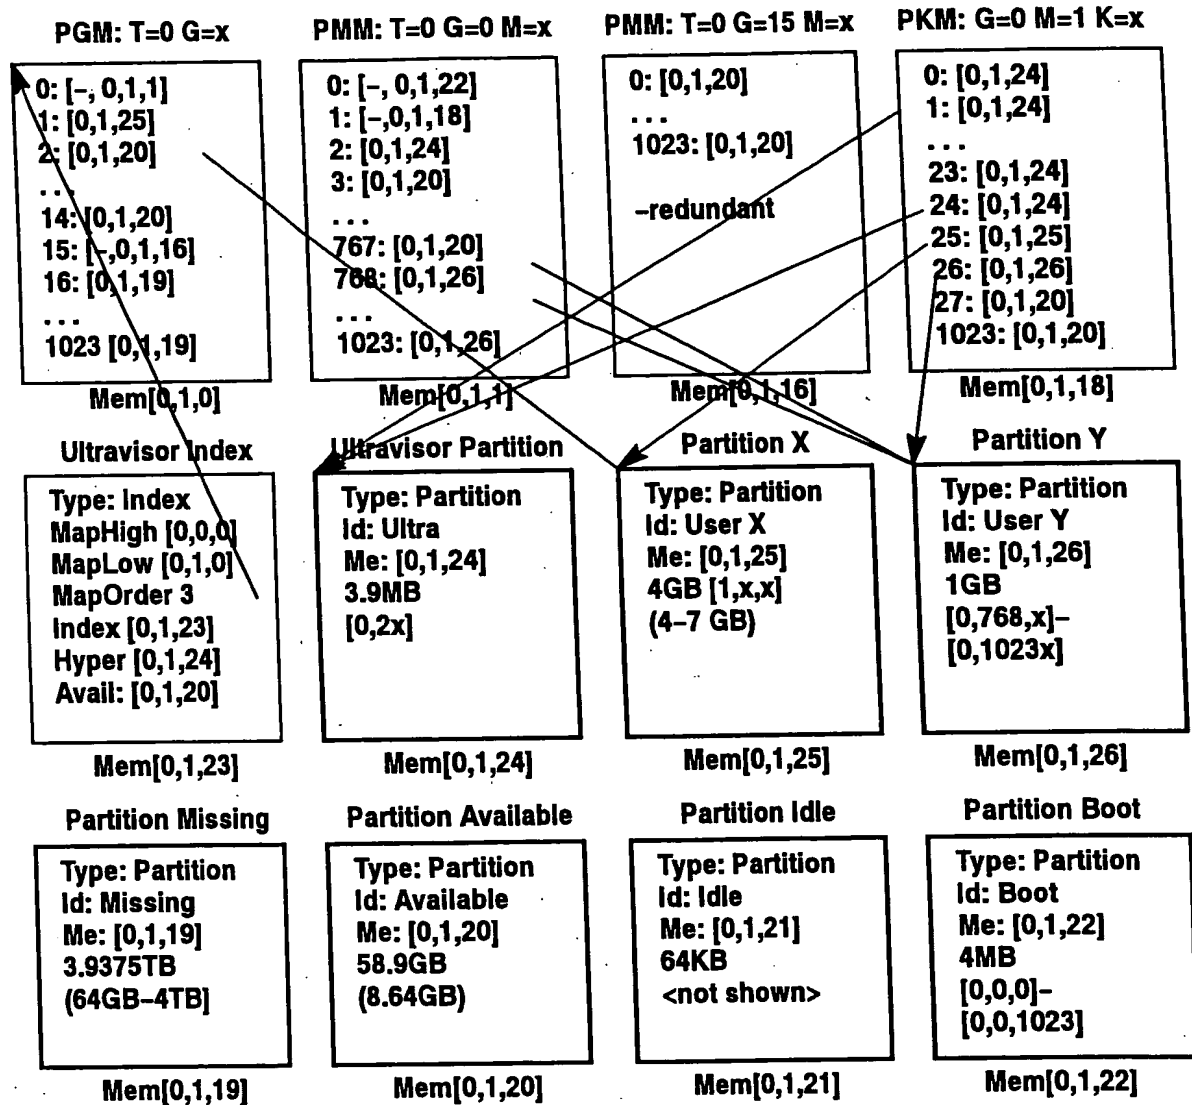 PGM: T=0 G=x
0: [-, 0,1,1]
1: [0,1,25]
2: [0,1,20]
...
14: [0,1,20]
15: [-,0,1,16]
16: [0,1,19]
...
1023 [0,1,19]
Mem[0,1,0]
PMM: T=0 G=0 M=x
0: [-, 0,1,22]
1: [-,0,1,18]
2: [0,1,24]
3: [0,1,20]
...
767: [0,1,20]
768: [0,1,26]
...
1023: [0,1,26]
Mem[0,1,1]
PMM: T=0 G=15 M=x
0: [0,1,20]
...
1023: [0,1,20]
–redundant
Mem[0,1,16]
PKM: G=0 M=1 K=x
0: [0,1,24]
1: [0,1,24]
...
23: [0,1,24]
24: [0,1,24]
25: [0,1,25]
26: [0,1,26]
27: [0,1,20]
1023: [0,1,20]
Mem[0,1,18]
Ultravisor Index
Type: Index
MapHigh [0,0,0]
MapLow [0,1,0]
MapOrder 3
Index [0,1,23]
Hyper [0,1,24]
Avail: [0,1,20]
Mem[0,1,23]
Ultravisor Partition
Type: Partition
Id: Ultra
Me: [0,1,24]
3.9MB
[0,2x]
Mem[0,1,24]
Partition X
Type: Partition
Id: User X
Me: [0,1,25]
4GB [1,x,x]
(4–7 GB)
Mem[0,1,25]
Partition Y
Type: Partition
Id: User Y
Me: [0,1,26]
1GB
[0,768,x]–
[0,1023x]
Mem[0,1,26]
Partition Missing
Type: Partition
Id: Missing
Me: [0,1,19]
3.9375TB
(64GB–4TB]
Mem[0,1,19]
Partition Available
Type: Partition
Id: Available
Me: [0,1,20]
58.9GB
(8.64GB)
Mem[0,1,20]
Partition Idle
Type: Partition
Id: Idle
Me: [0,1,21]
64KB
<not shown>
Mem[0,1,21]
Partition Boot
Type: Partition
Id: Boot
Me: [0,1,22]
4MB
[0,0,0]–
[0,0,1023]
Mem[0,1,22]